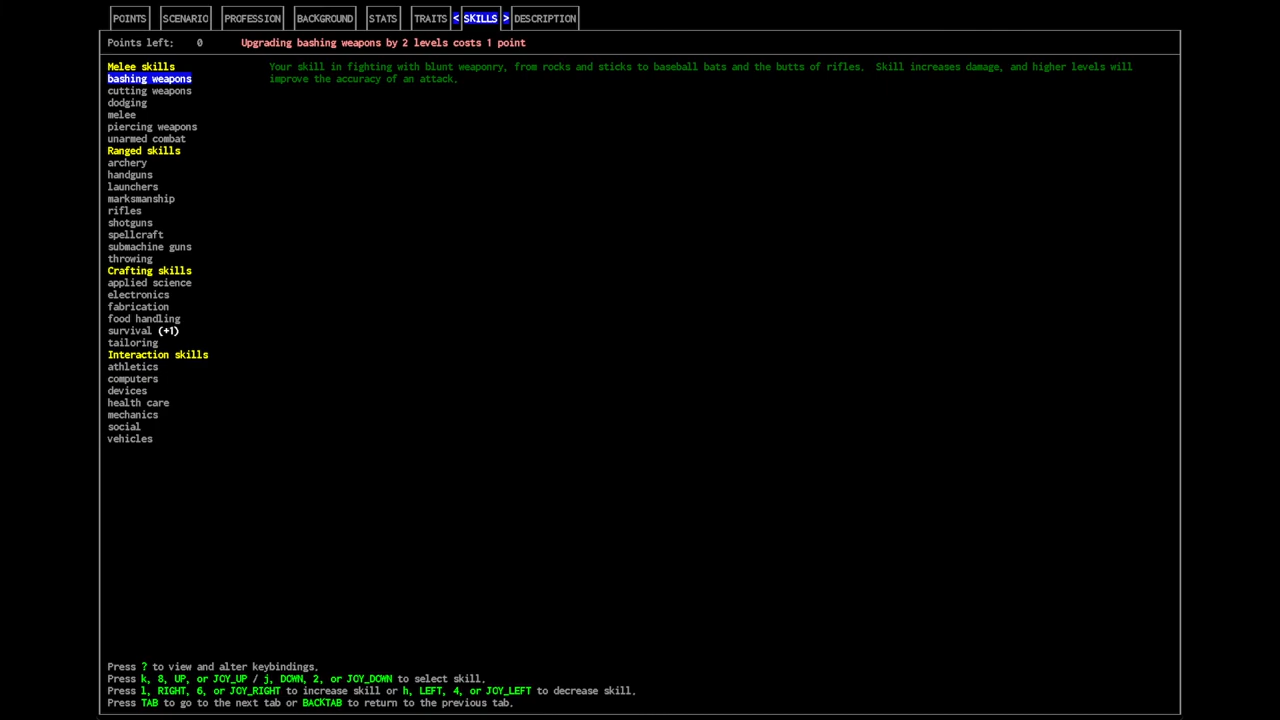 POINTS SCENARIO PROFESSION BACKGROUND STATS TRAITS < SKILLS > DESCRIPTION
Points left: 0 Upgrading bashing weapons by 2 levels costs 1 point
Melee skills
bashing weapons
cutting weapons
dodging
melee
piercing weapons
unarmed combat
Ranged skills
archery
handguns
launchers
marksmanship
rifles
shotguns
spellcraft
submachine guns
throwing
Crafting skills
applied science
electronics
fabrication
food handling
survival (+1)
tailoring
Interaction skills
athletics
computers
devices
health care
mechanics
social
vehicles
Your skill in fighting with blunt weaponry, from rocks and sticks to baseball bats and the butts of rifles. Skill increases damage, and higher levels will
improve the accuracy of an attack.
Press ? to view and alter keybindings.
Press k, 8, UP, or JOY_UP / j, DOWN, 2, or JOY_DOWN to select skill.
Press l, RIGHT, 6, or JOY_RIGHT to increase skill or h, LEFT, 4, or JOY_LEFT to decrease skill.
Press TAB to go to the next tab or BACKTAB to return to the previous tab.